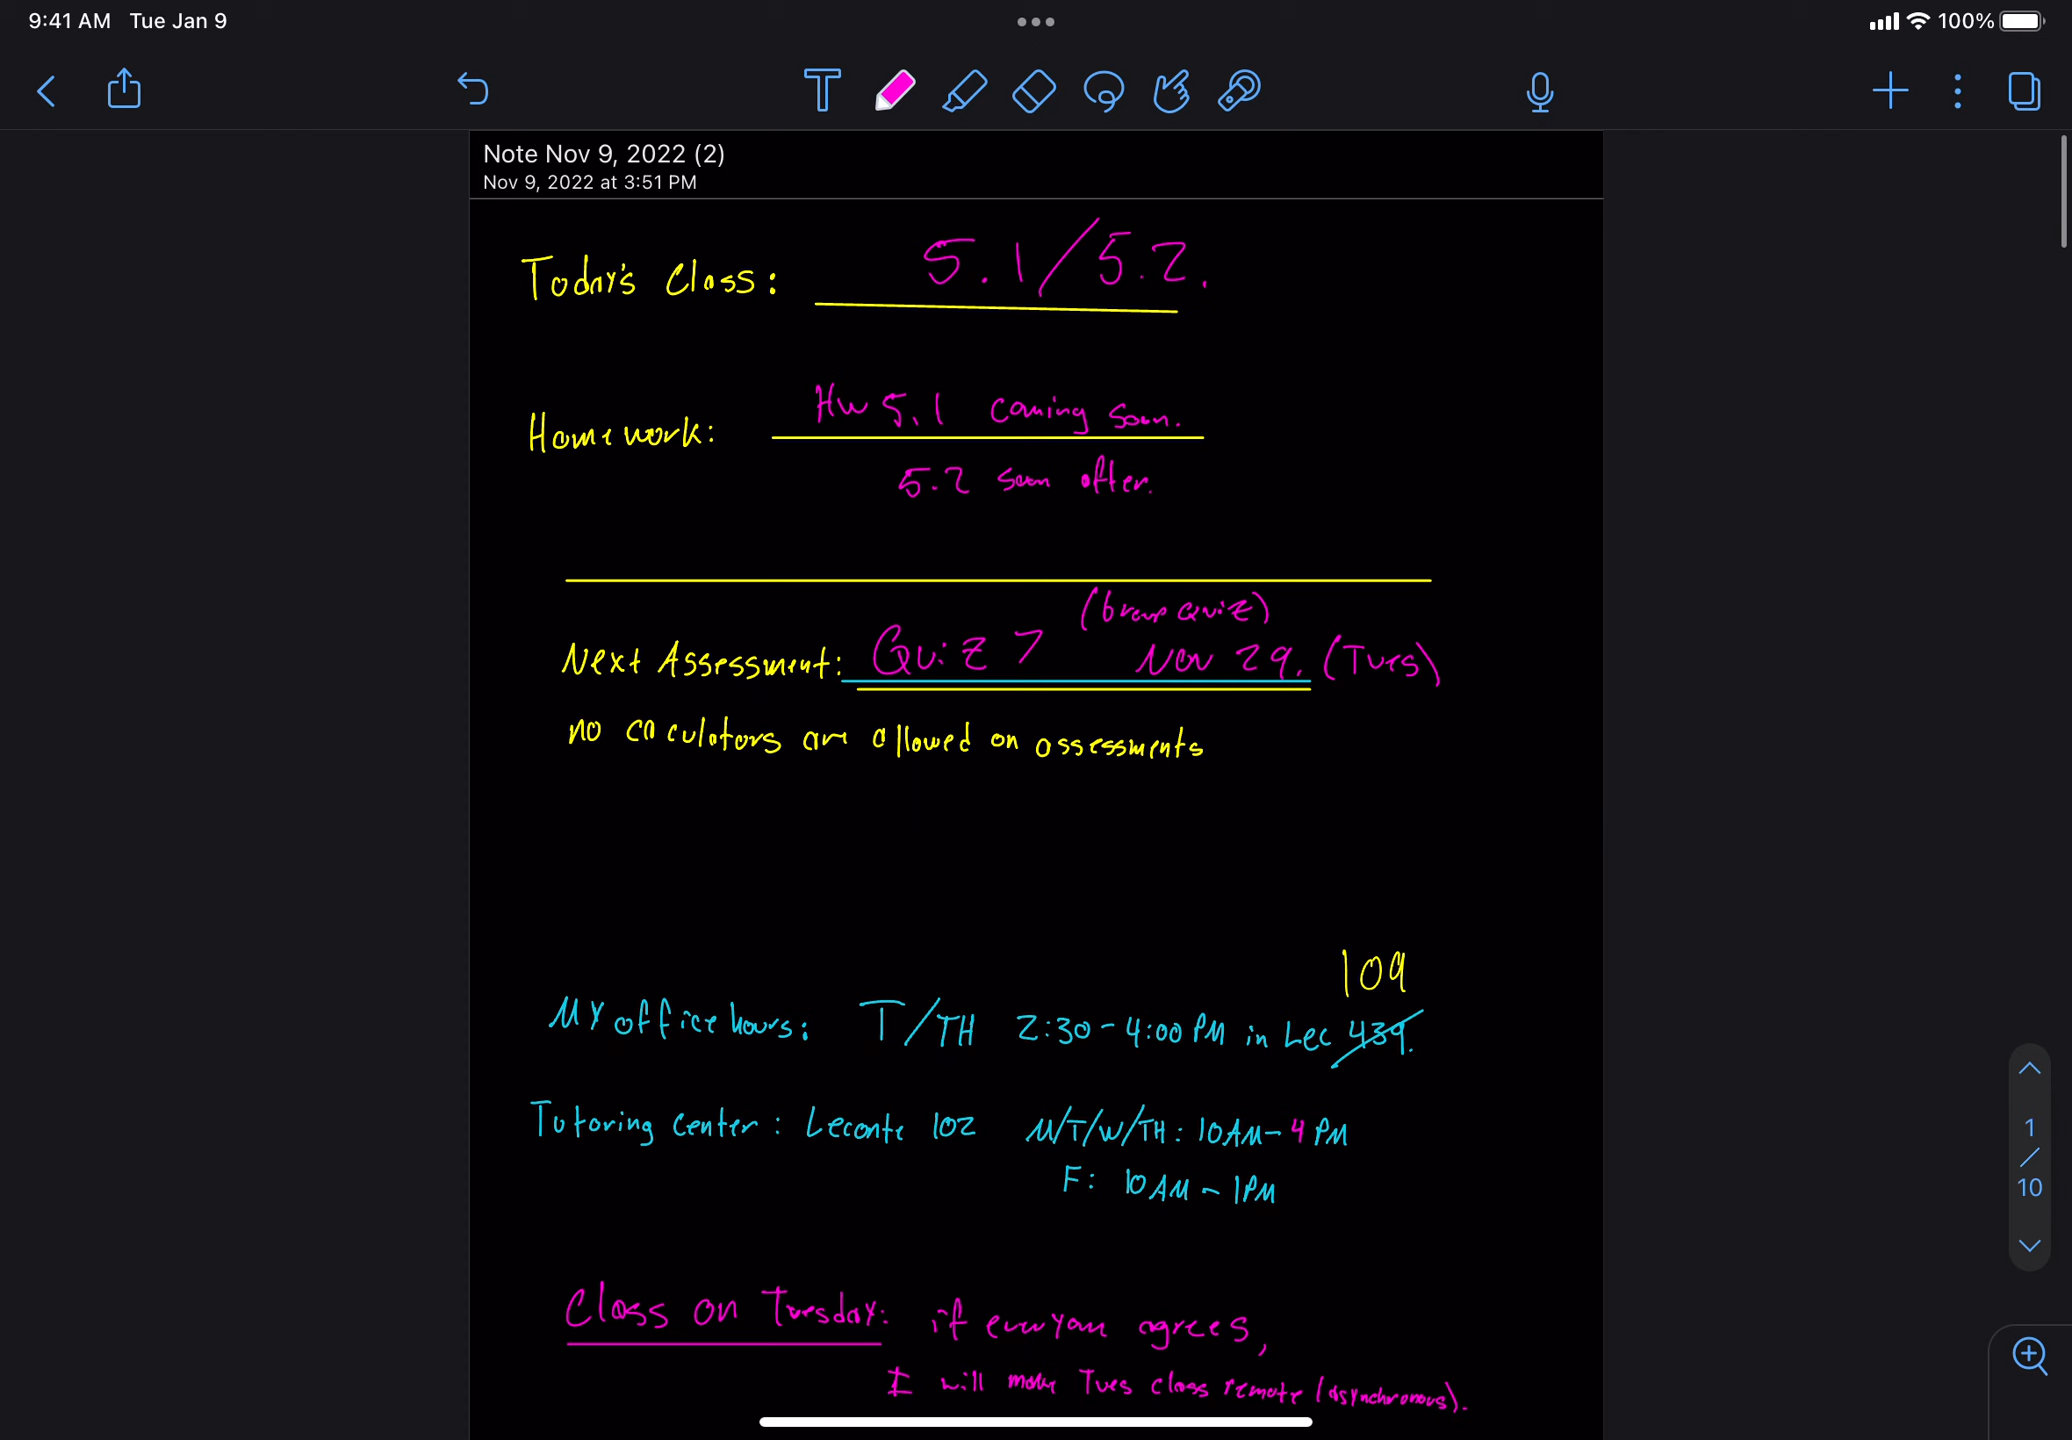 9:41 AM Tue Jan 9
100%
T
Note Nov 9, 2022 (2)
Nov 9, 2022 at 3:51 PM
Today's Class: 5.1/5.2.
Homework: HW 5.1 coming soon.
5.2 soon after.
(Group Quiz)
Next Assessment: Quiz 7 Nov 29. (Tues)
no caculators are allowed on assessments
109
My office hours: T/TH 2:30-4:00 PM in Lec 439.
Tutoring center: Leconte 102 M/T/W/TH: 10AM-4PM
F: 10AM-1PM
1
/
10
Class on Tuesday: if everyone agrees,
I will make Tues class remote (asynchronous).